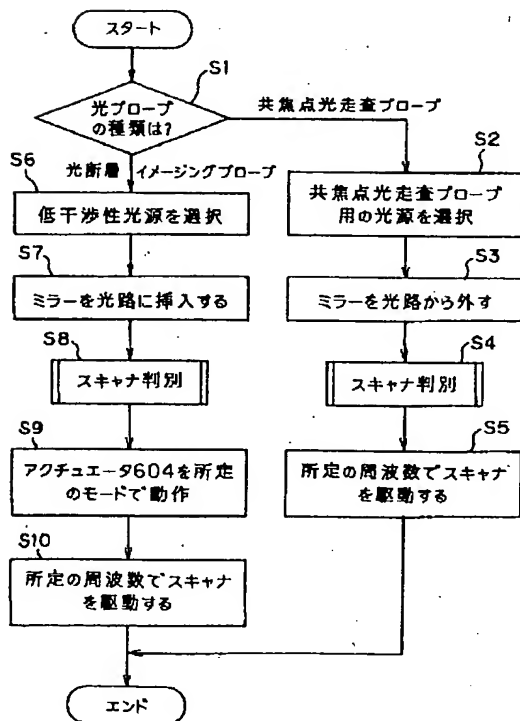 スタート
S1
光プローブ
の種類は?
共焦点光走査プローブ
光断層イメージングプローブ
S6
低干渉性光源を選択
S2
共焦点光走査プローブ
用の光源を選択
S7
ミラーを光路に挿入する
S3
ミラーを光路から外す
S8
スキャナ判別
S4
スキャナ判別
S9
アクチュエータ604を所定
のモードで動作
S5
所定の周波数でスキャナ
を駆動する
S10
所定の周波数でスキャナ
を駆動する
エンド